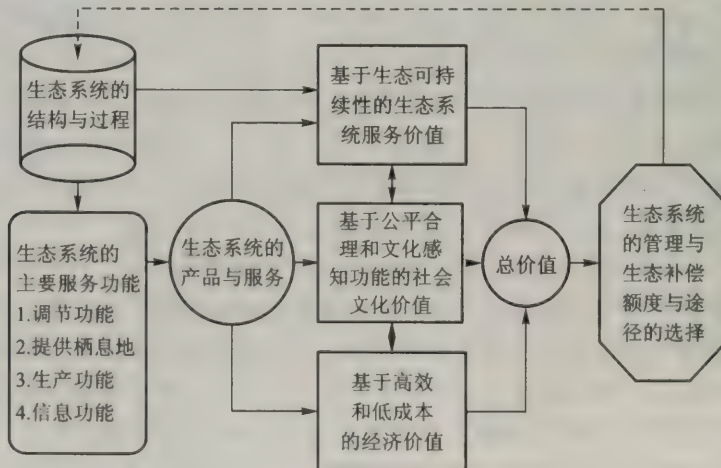 生态系统的
结构与过程
基于生态可持
续性的生态系
统服务价值
生态系统的
主要服务功能
1.调节功能
2.提供栖息地
3.生产功能
4.信息功能
生态系统的
产品与服务
基于公平合
理和文化感
知功能的社会
文化价值
基于高效
和低成本
的经济价值
总价值
生态系统
的管理与
生态补偿
额度与途
径的选择